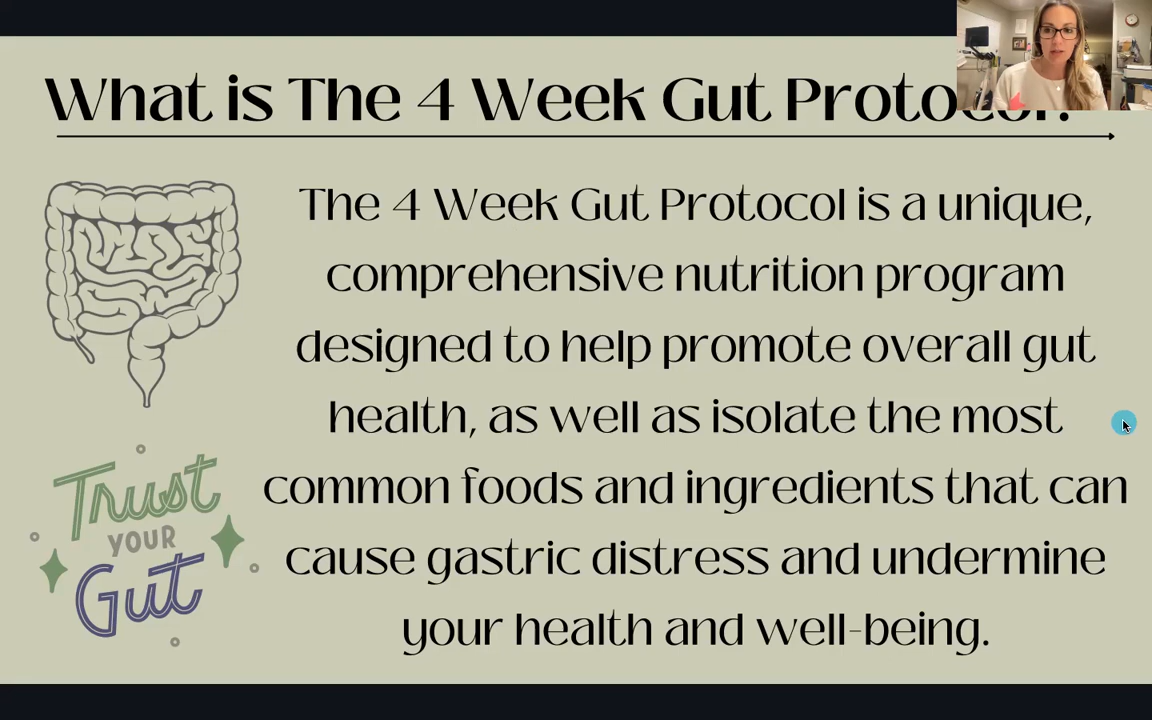 What is The 4 Week Gut Protocol?
The 4 Week Gut Protocol is a unique,
comprehensive nutrition program
designed to help promote overall gut
health, as well as isolate the most
common foods and ingredients that can
cause gastric distress and undermine
your health and well-being.
Trust
YOUR
Gut